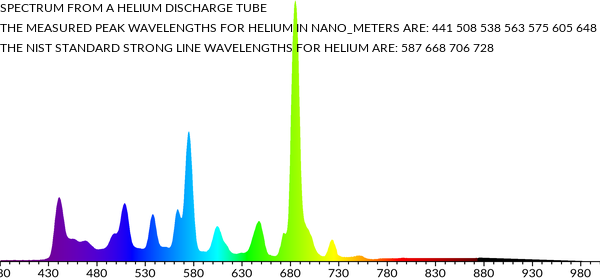 SPECTRUM FROM A HELIUM DISCHARGE TUBE
THE MEASURED PEAK WAVELENGTHS FOR HELIUM IN NANO_METERS ARE: 441 508 538 563 575 605 648
THE NIST STANDARD STRONG LINE WAVELENGTHS FOR HELIUM ARE: 587 668 706 728
430 480 530 580 630 680 730 780 830 880 930 980